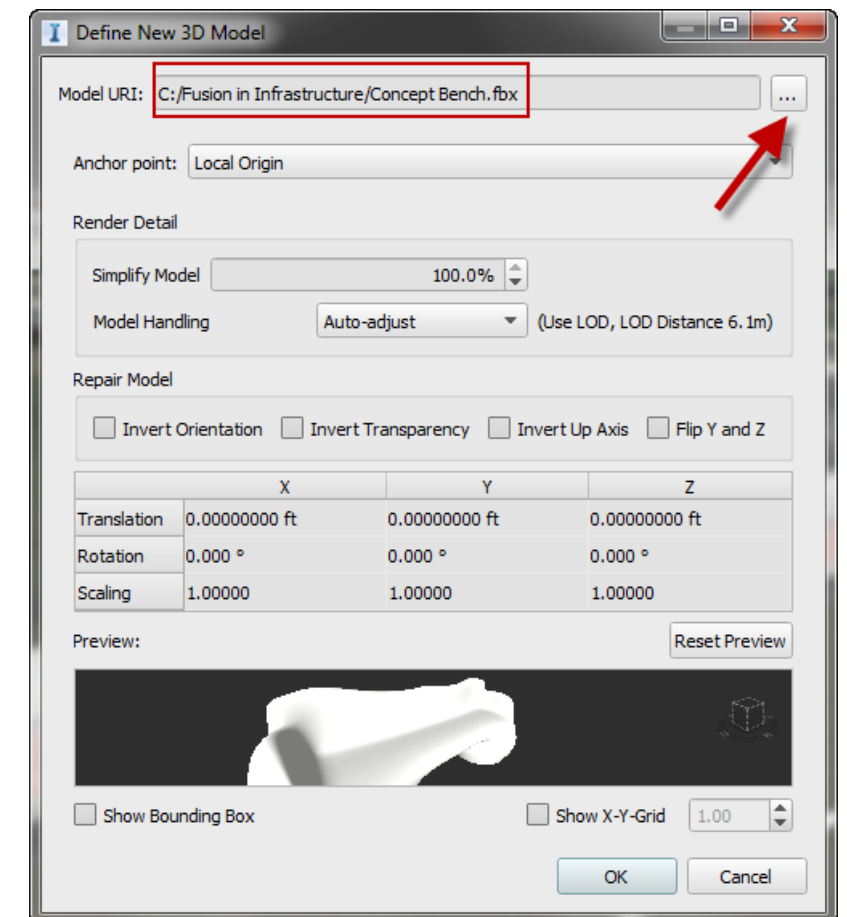 Define New 3D Model
Model URI: C:/Fusion in Infrastructure/Concept Bench.fbx ...
Anchor point: Local Origin
Render Detail
Simplify Model 100.0%
Model Handling Auto-adjust (Use LOD, LOD Distance 6.1m)
Repair Model
Invert Orientation Invert Transparency Invert Up Axis Flip Y and Z
X Y Z
Translation 0.00000000 ft 0.00000000 ft 0.00000000 ft
Rotation 0.000 ° 0.000 ° 0.000 °
Scaling 1.00000 1.00000 1.00000
Preview: Reset Preview
Show Bounding Box Show X-Y-Grid 1.00
OK Cancel